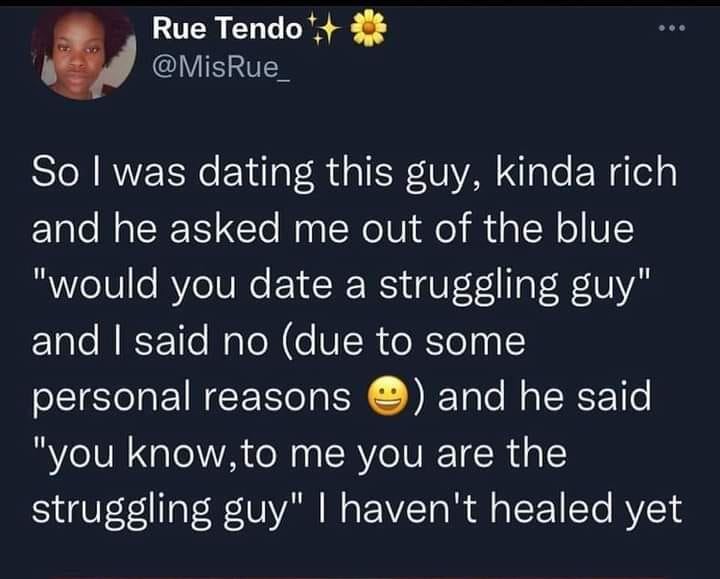 Rue Tendo✨🌼
@MisRue_
So I was dating this guy, kinda rich
and he asked me out of the blue
"would you date a struggling guy"
and I said no (due to some
personal reasons 😀) and he said
"you know,to me you are the
struggling guy" I haven't healed yet